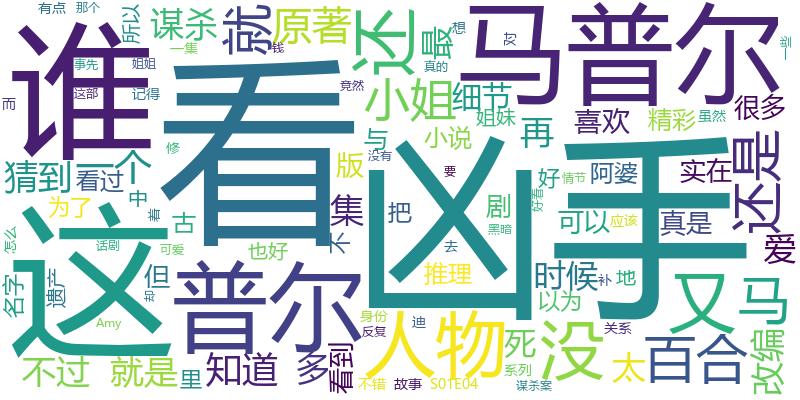 有点 那个 所以 谋杀 就 原著 还 最 想 马普尔 对 一些
谁 看 一集 钱 真的
事先 姐姐 小姐 细节 很多
而 这部 记得 竟然 姐妹 再 喜欢 精彩 虽然
猜到 一个 修 与 小说 还是
看过 版 没有 凶手 要 好 情节 阿婆 实在
为了 中 着 古 集 把 剧 好看 可以 应该 真是 爱
怎么 话剧 可爱 不 黑暗 去
这 也好 推理 时候 补 地
名字 遗产 但 却 普尔 以为 又 马
Amy 身份 反复 迪 人物 死 没 关系 百合 改编
不过 就是 里 知道 多 看到 系列 太
不错 故事 S01E04 谋杀案